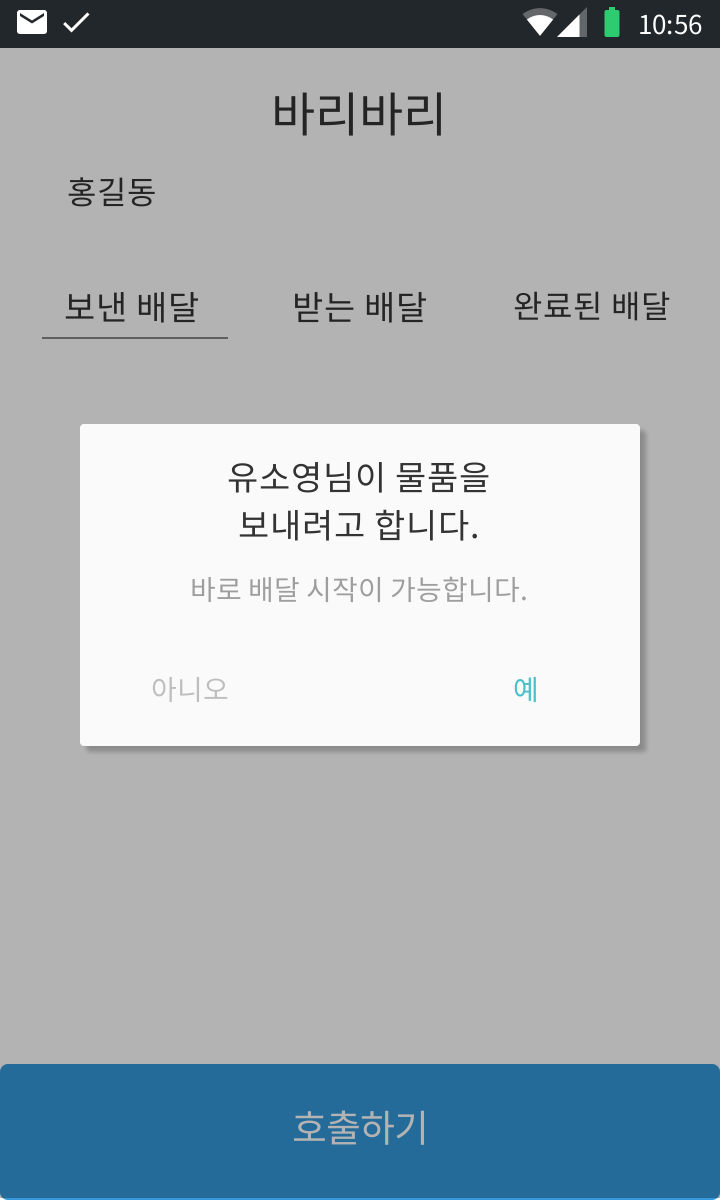 10:56
바리바리
홍길동
보낸 배달 받는 배달 완료된 배달
유소영님이 물품을
보내려고 합니다.
바로 배달 시작이 가능합니다.
아니오 예
호출하기